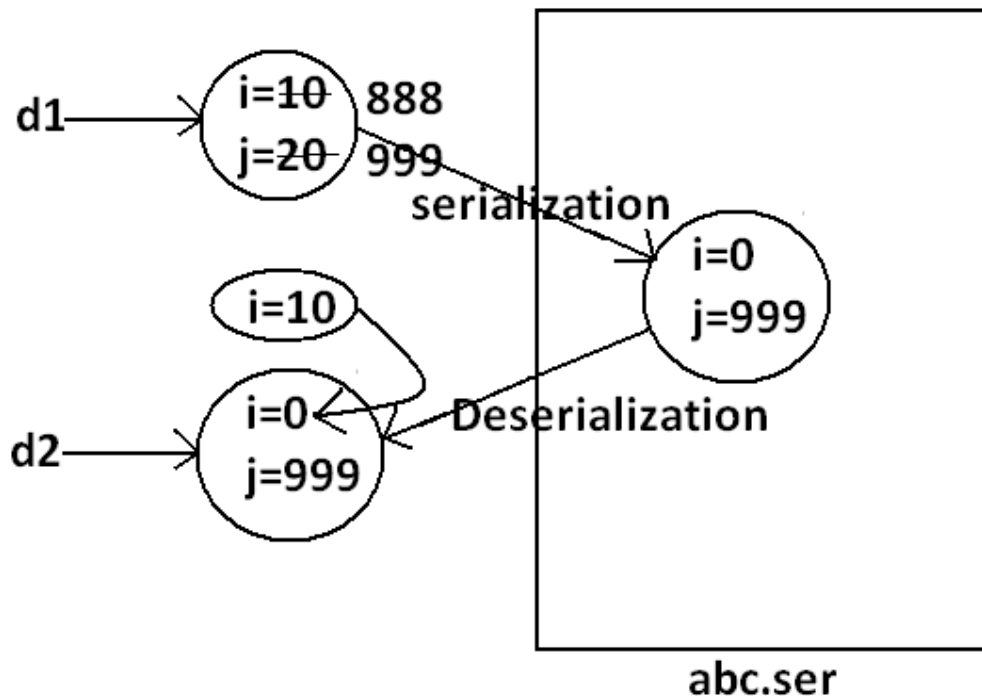 d1
i=10 888
j=20 999
serialization
i=0
j=999
i=10
Deserialization
d2
i=0
j=999
abc.ser